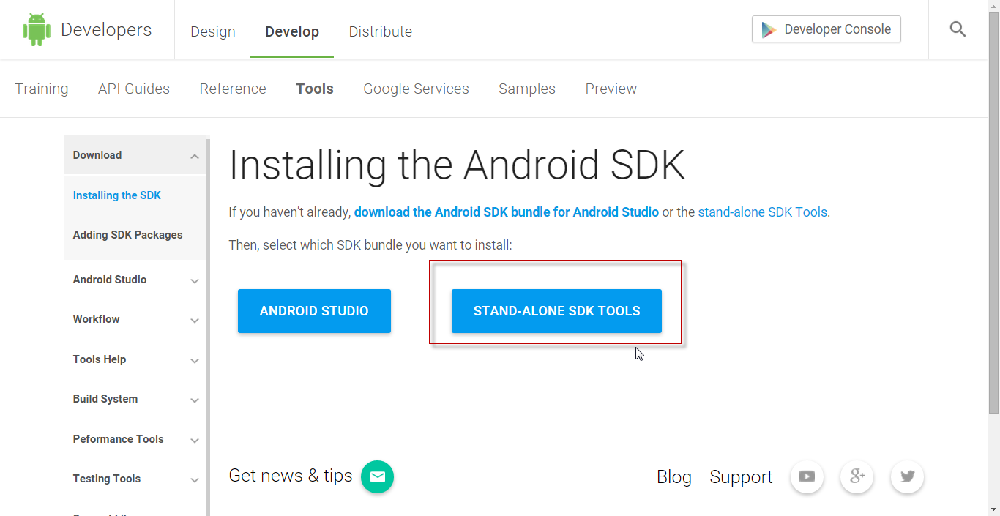 Developers
Design
Develop
Distribute
Developer Console
Training
API Guides
Reference
Tools
Google Services
Samples
Preview
Download
Installing the SDK
Adding SDK Packages
Android Studio
Workflow
Tools Help
Build System
Peformance Tools
Testing Tools
Installing the Android SDK
If you haven't already, download the Android SDK bundle for Android Studio or the stand-alone SDK Tools.
Then, select which SDK bundle you want to install:
ANDROID STUDIO
STAND-ALONE SDK TOOLS
Get news & tips
Blog
Support
g+